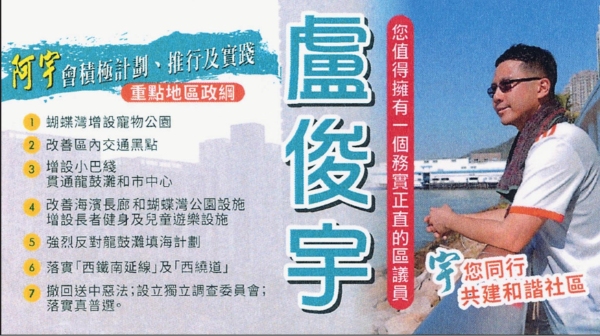 阿宇會積極計劃、推行及實踐
重點地區政綱
1 蝴蝶灣增設寵物公園
2 改善區內交通黑點
3 增設小巴綫
貫通龍鼓灘和市中心
4 改善海濱長廊和蝴蝶灣公園設施
增設長者健身及兒童遊樂設施
5 強烈反對龍鼓灘填海計劃
6 落實「西鐵南延線」及「西繞道」
7 撤回送中惡法；設立獨立調查委員會；
落實真普選。
盧俊宇
您值得擁有一個務實正直的區議員
宇您同行
共建和諧社區